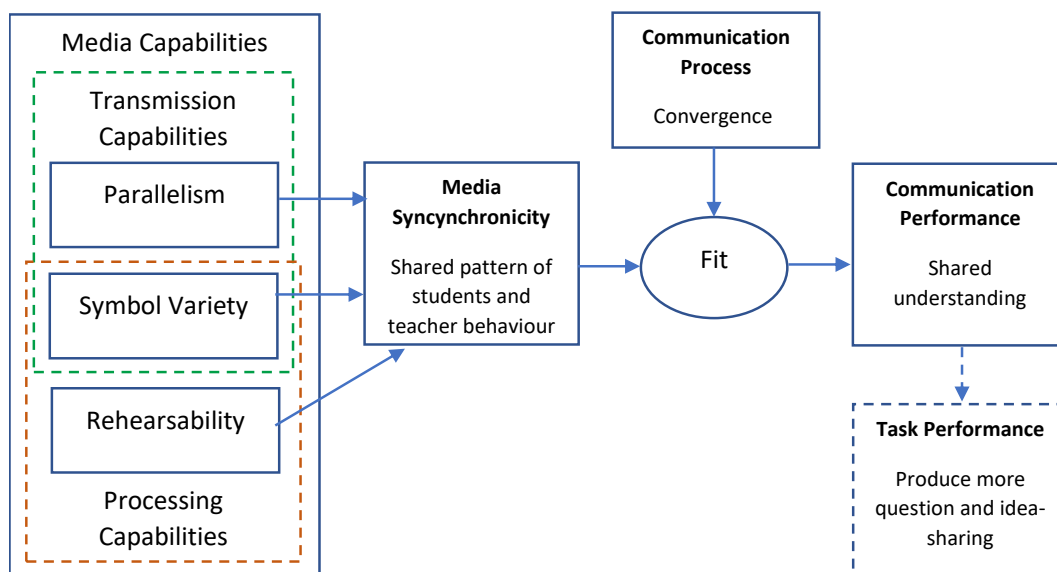 Media Capabilities
Transmission
Capabilities
Parallelism
Symbol Variety
Rehearsability
Processing
Capabilities
Media
Syncynchronicity
Shared pattern of
students and
teacher behaviour
Communication
Process
Convergence
Fit
Communication
Performance
Shared
understanding
Task Performance
Produce more
question and idea-
sharing